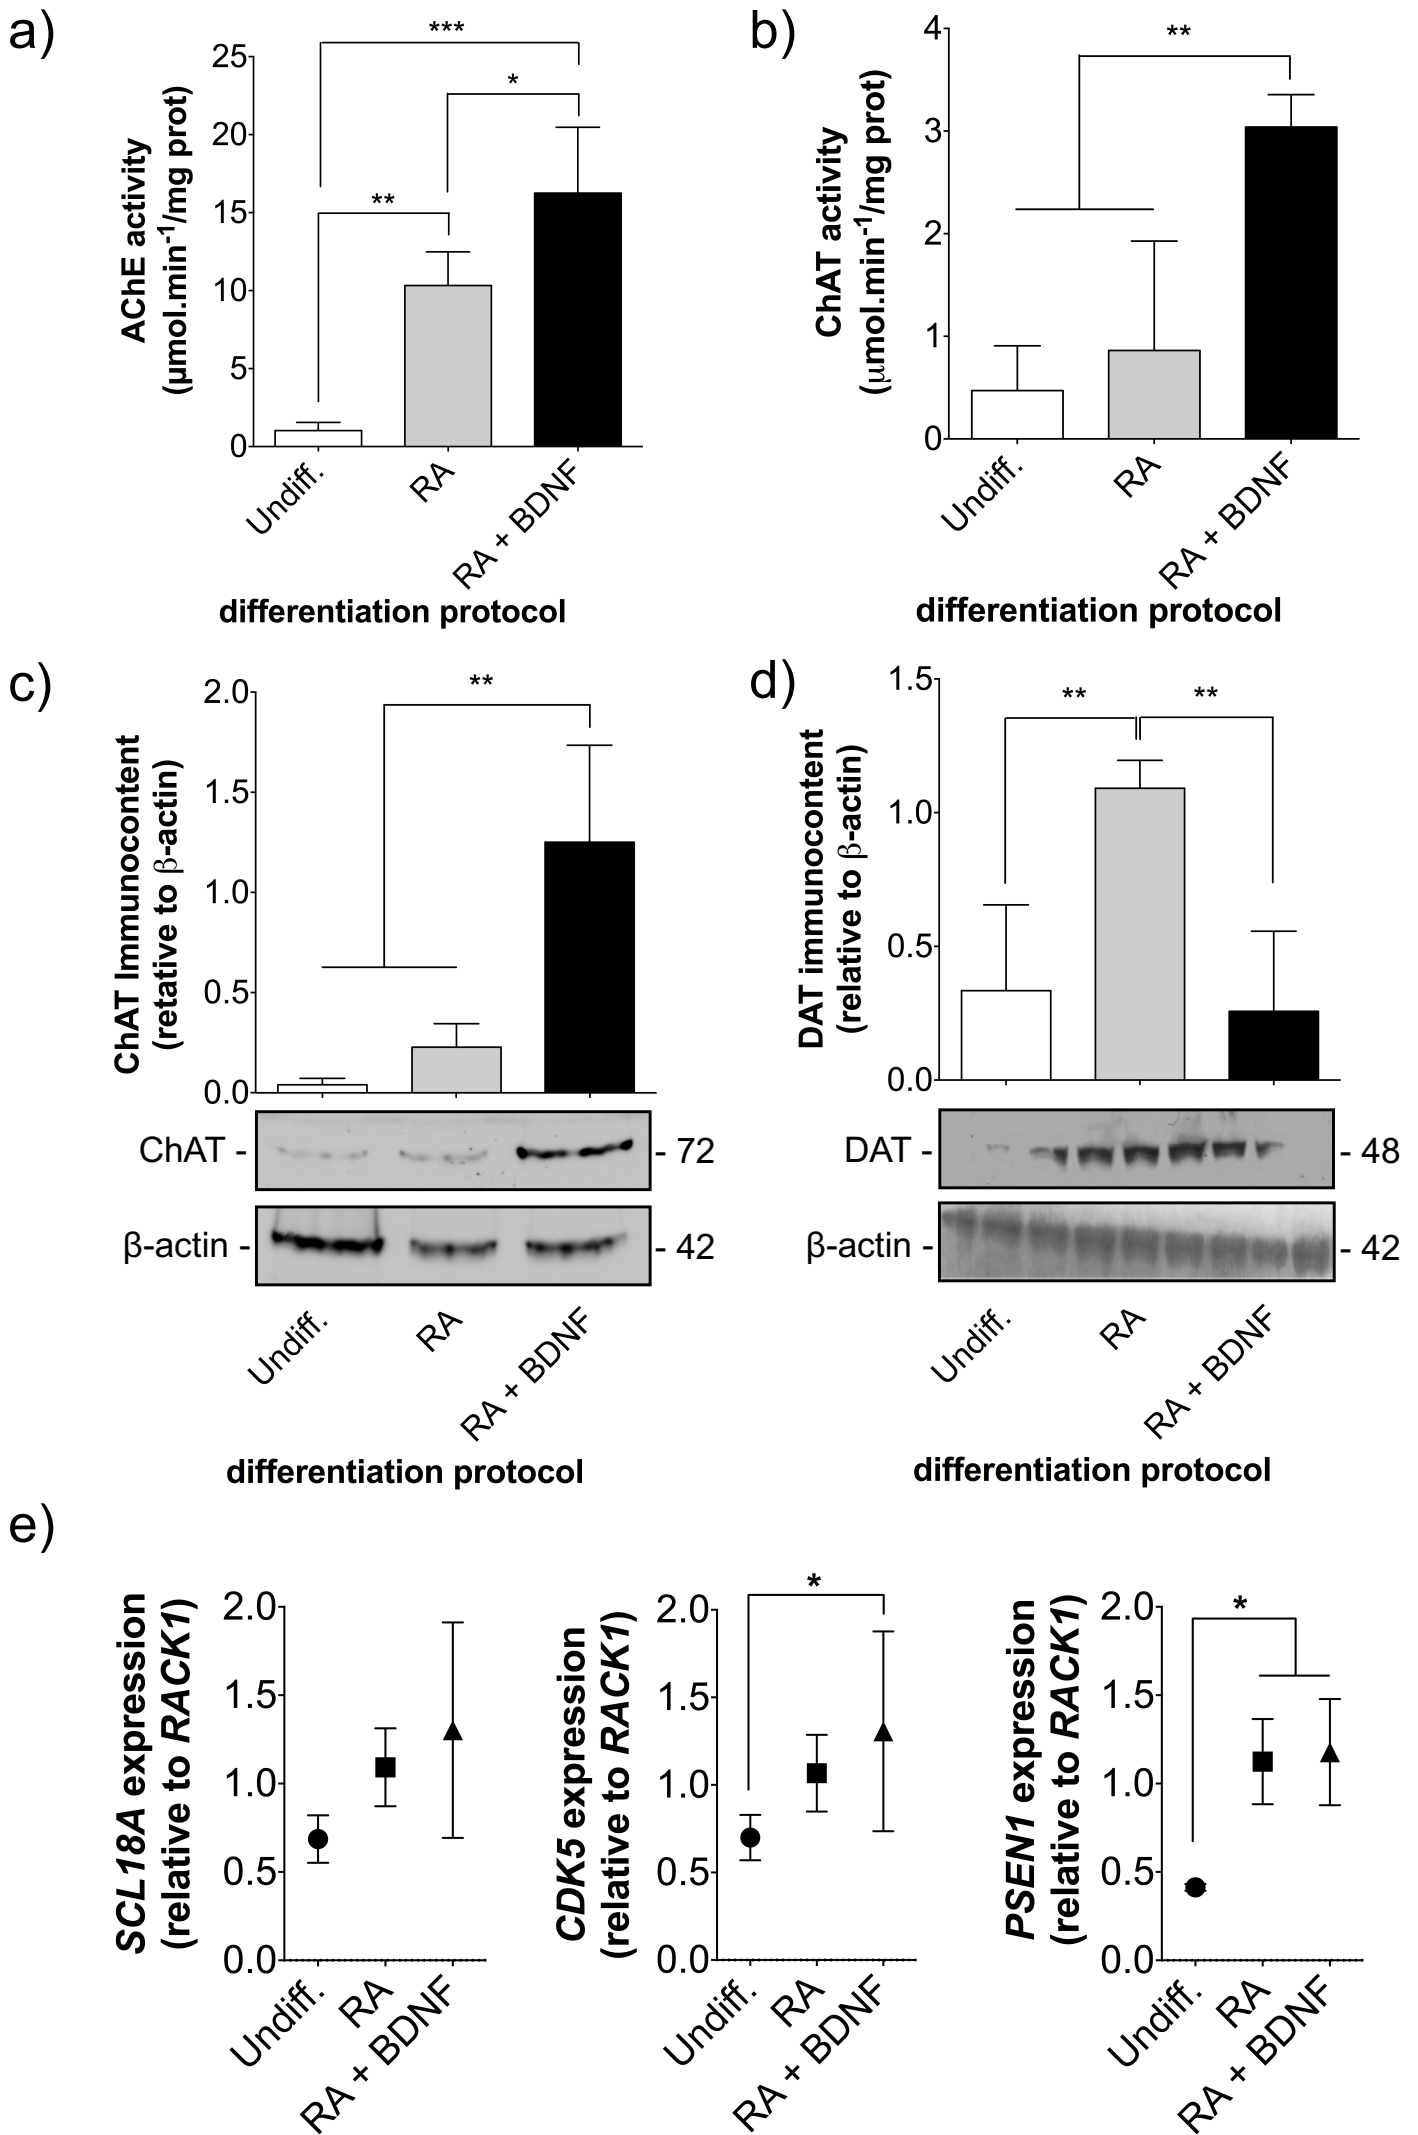 a)
***
*
**
AChE activity
(µmol.min-1/mg prot)
25
20
15
10
5
0
Undiff.
RA
RA + BDNF
differentiation protocol
b)
**
ChAT activity
(µmol.min-1/mg prot)
4
3
2
1
0
Undiff.
RA
RA + BDNF
differentiation protocol
c)
**
ChAT Immunocontent
(retative to β-actin)
2.0
1.5
1.0
0.5
0.0
ChAT -
- 72
β-actin -
- 42
Undiff.
RA
RA + BDNF
differentiation protocol
d)
**
**
DAT immunocontent
(relative to β-actin)
1.5
1.0
0.5
0.0
DAT -
- 48
β-actin -
- 42
Undiff.
RA
RA + BDNF
differentiation protocol
e)
SCL18A expression
(relative to RACK1)
2.0
1.5
1.0
0.5
0.0
Undiff.
RA
RA + BDNF
*
CDK5 expression
(relative to RACK1)
2.0
1.5
1.0
0.5
0.0
Undiff.
RA
RA + BDNF
*
PSEN1 expression
(relative to RACK1)
2.0
1.5
1.0
0.5
0.0
Undiff.
RA
RA + BDNF